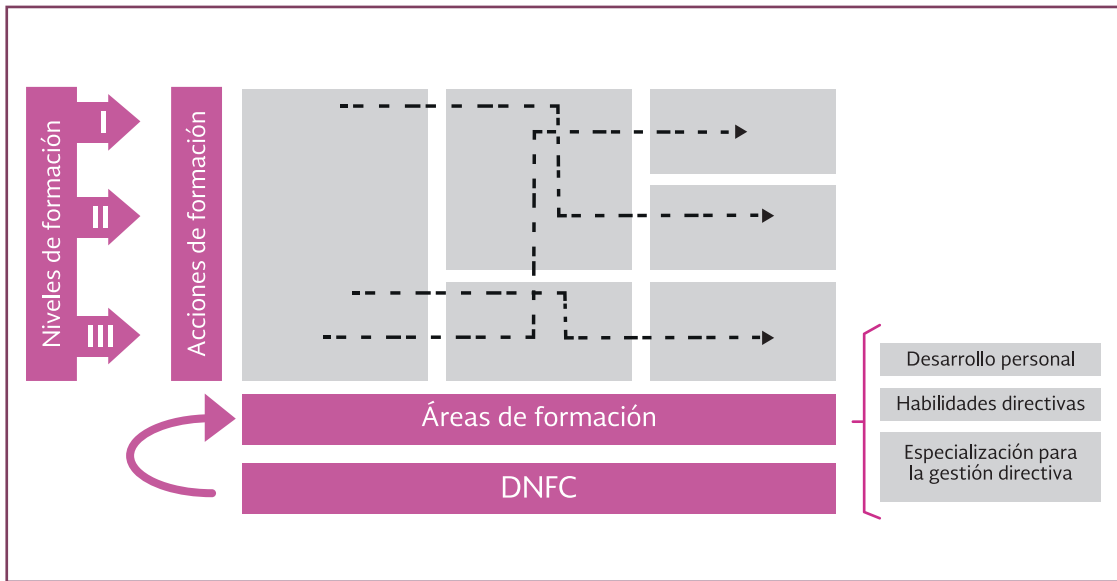 Niveles de formación
I
II
III
Acciones de formación
Áreas de formación
DNFC
Desarrollo personal
Habilidades directivas
Especialización para
la gestión directiva